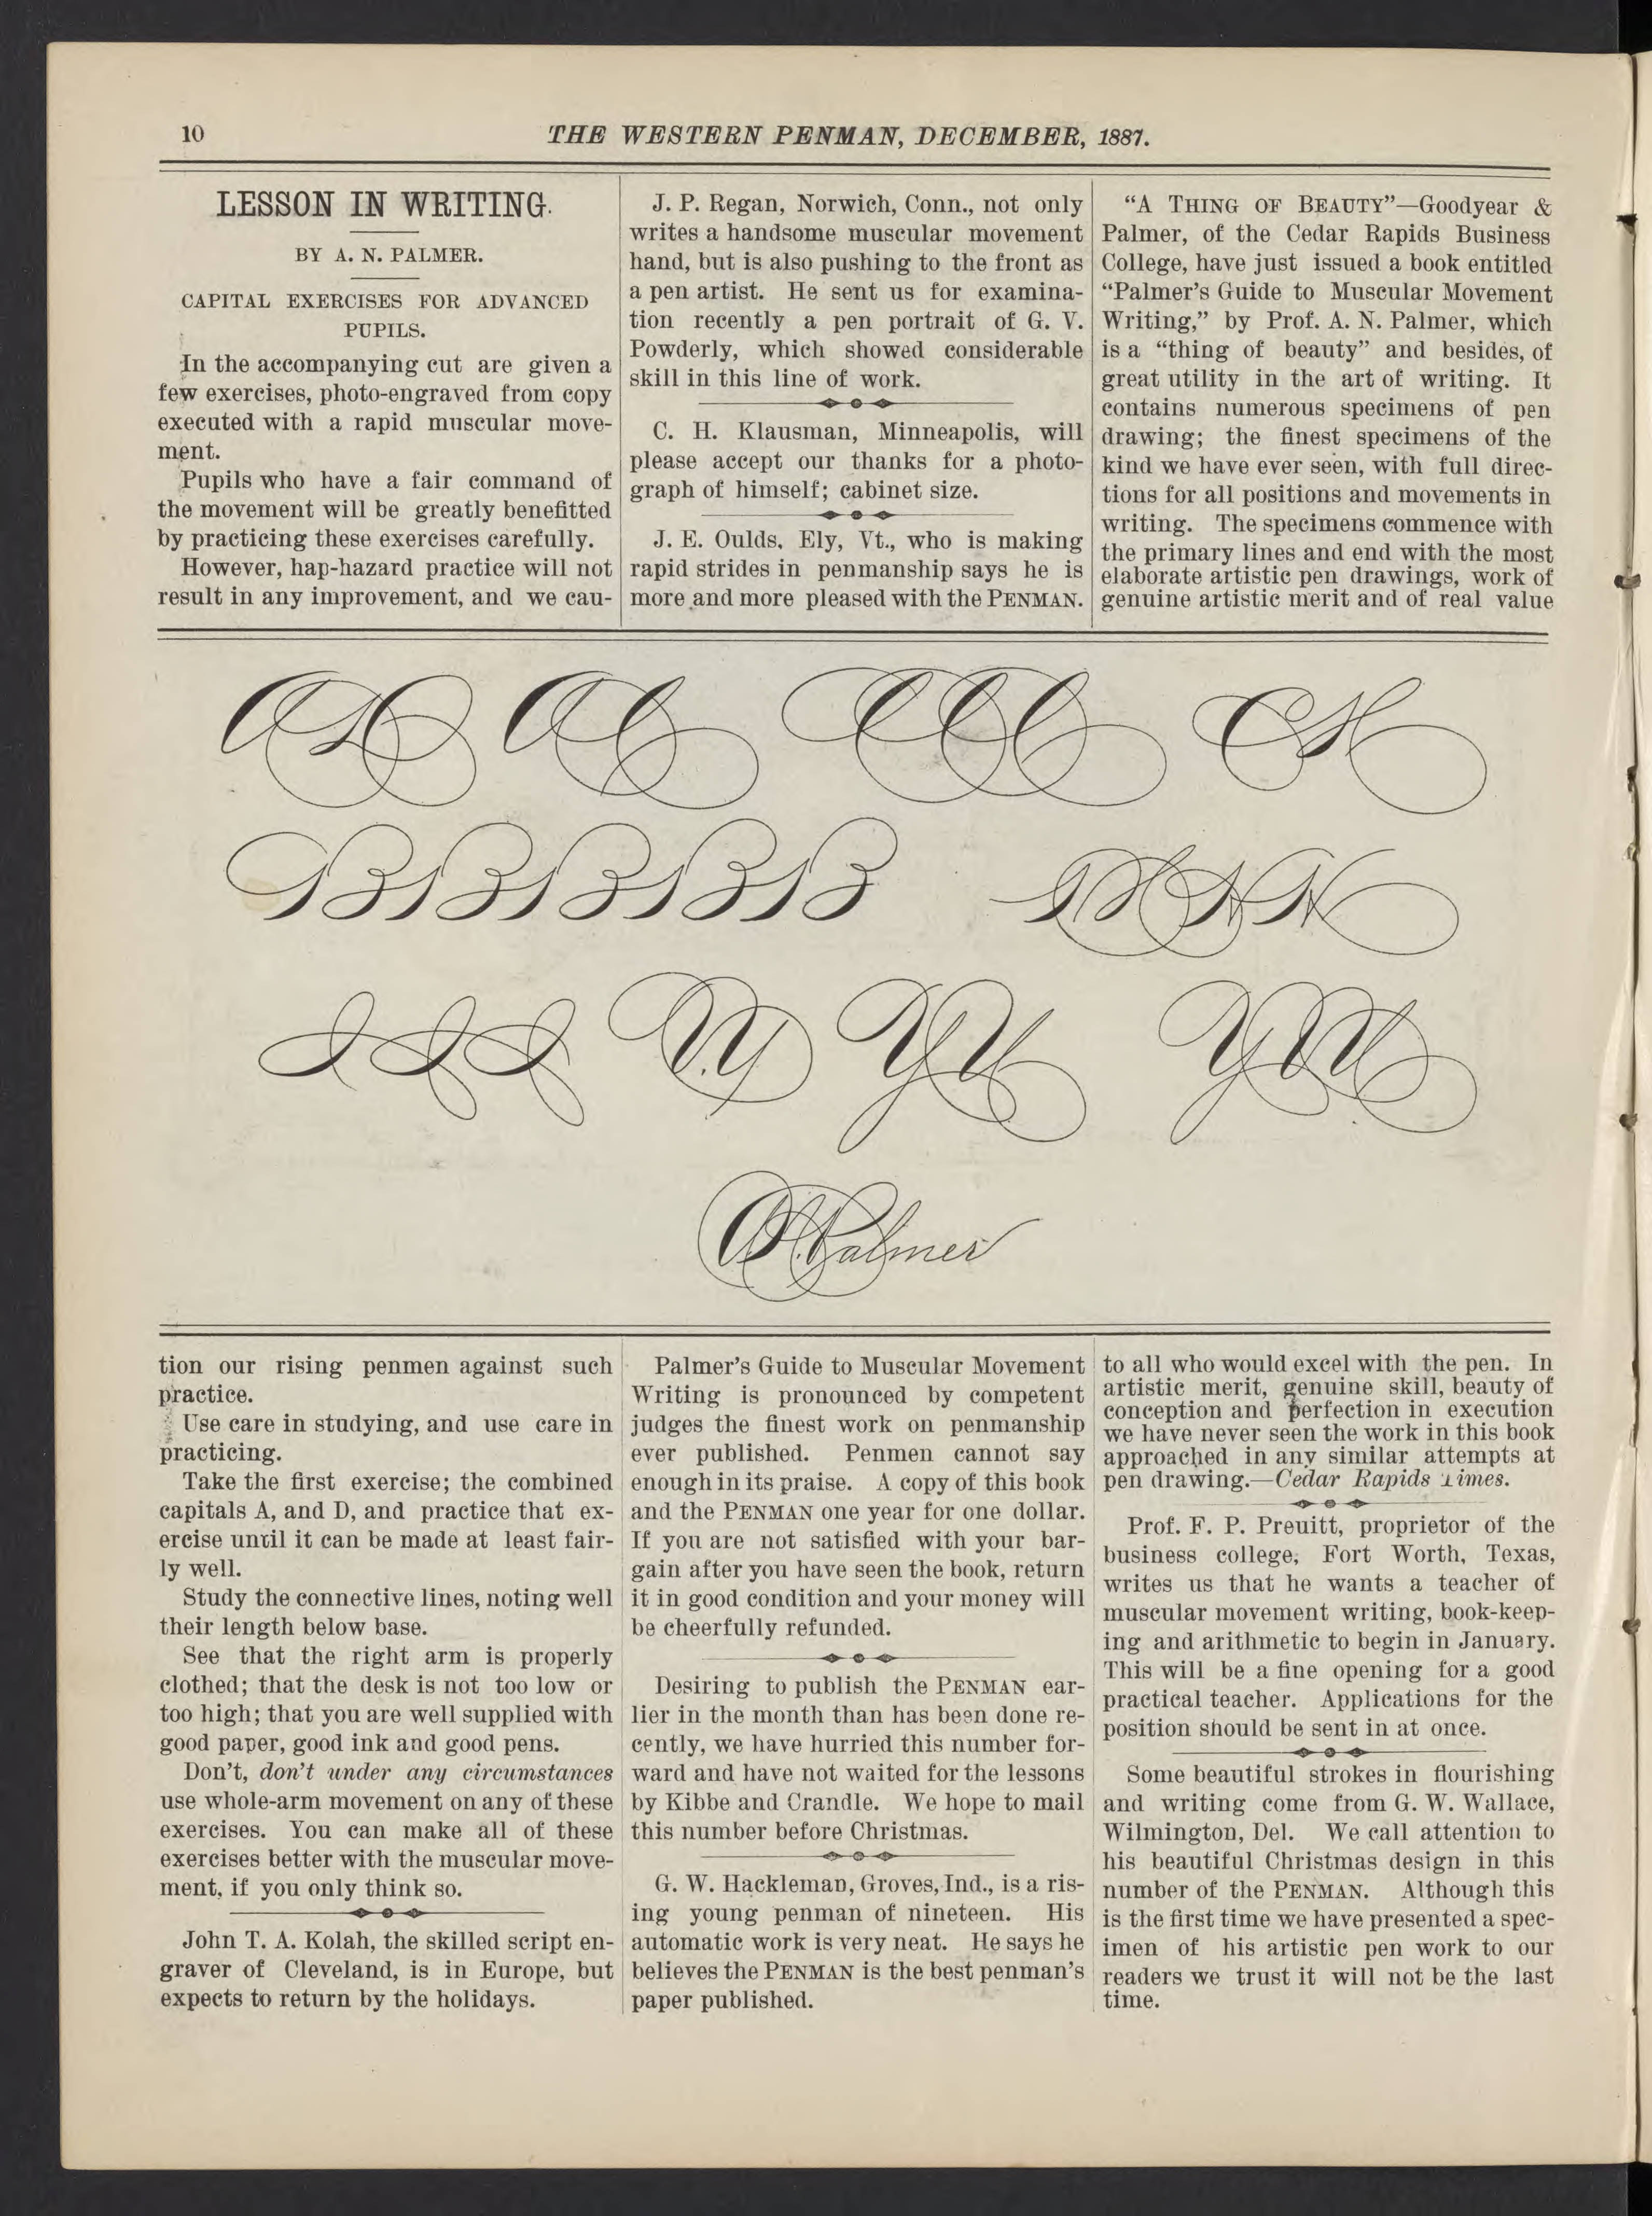 10
THE WESTERN PENMAN, DECEMBER, 1887.
LESSON IN WRITING.
BY A. N. PALMER.
CAPITAL EXERCISES FOR ADVANCED
PUPILS.
In the accompanying cut are given a
few exercises, photo-engraved from copy
executed with a rapid muscular move-
ment.
Pupils who have a fair command of
the movement will be greatly benefitted
by practicing these exercises carefully.
However, hap-hazard practice will not
result in any improvement, and we cau-
J. P. Regan, Norwich, Conn., not only
writes a handsome muscular movement
hand, but is also pushing to the front as
a pen artist. He sent us for examina-
tion recently a pen portrait of G. V.
Powderly, which showed considerable
skill in this line of work.
C. H. Klausman, Minneapolis, will
please accept our thanks for a photo-
graph of himself; cabinet size.
J. E. Oulds, Ely, Vt., who is making
rapid strides in penmanship says he is
more and more pleased with the PENMAN.
"A THING OF BEAUTY"—Goodyear &
Palmer, of the Cedar Rapids Business
College, have just issued a book entitled
"Palmer's Guide to Muscular Movement
Writing," by Prof. A. N. Palmer, which
is a "thing of beauty" and besides, of
great utility in the art of writing. It
contains numerous specimens of pen
drawing; the finest specimens of the
kind we have ever seen, with full direc-
tions for all positions and movements in
writing. The specimens commence with
the primary lines and end with the most
elaborate artistic pen drawings, work of
genuine artistic merit and of real value
B B B B B
Palmer
tion our rising penmen against such
practice.
Use care in studying, and use care in
practicing.
Take the first exercise; the combined
capitals A, and D, and practice that ex-
ercise until it can be made at least fair-
ly well.
Study the connective lines, noting well
their length below base.
See that the right arm is properly
clothed; that the desk is not too low or
too high; that you are well supplied with
good paper, good ink and good pens.
Don't, don't under any circumstances
use whole-arm movement on any of these
exercises. You can make all of these
exercises better with the muscular move-
ment, if you only think so.
John T. A. Kolah, the skilled script en-
graver of Cleveland, is in Europe, but
expects to return by the holidays.
Palmer's Guide to Muscular Movement
Writing is pronounced by competent
judges the finest work on penmanship
ever published. Penmen cannot say
enough in its praise. A copy of this book
and the PENMAN one year for one dollar.
If you are not satisfied with your bar-
gain after you have seen the book, return
it in good condition and your money will
be cheerfully refunded.
Desiring to publish the PENMAN ear-
lier in the month than has been done re-
cently, we have hurried this number for-
ward and have not waited for the lessons
by Kibbe and Crandle. We hope to mail
this number before Christmas.
G. W. Hackleman, Groves, Ind., is a ris-
ing young penman of nineteen. His
automatic work is very neat. He says he
believes the PENMAN is the best penman's
paper published.
to all who would excel with the pen. In
artistic merit, genuine skill, beauty of
conception and perfection in execution
we have never seen the work in this book
approached in any similar attempts at
pen drawing.—Cedar Rapids Times.
Prof. F. P. Preuitt, proprietor of the
business college, Fort Worth, Texas,
writes us that he wants a teacher of
muscular movement writing, book-keep-
ing and arithmetic to begin in January.
This will be a fine opening for a good
practical teacher. Applications for the
position should be sent in at once.
Some beautiful strokes in flourishing
and writing come from G. W. Wallace,
Wilmington, Del. We call attention to
his beautiful Christmas design in this
number of the PENMAN. Although this
is the first time we have presented a spec-
imen of his artistic pen work to our
readers we trust it will not be the last
time.